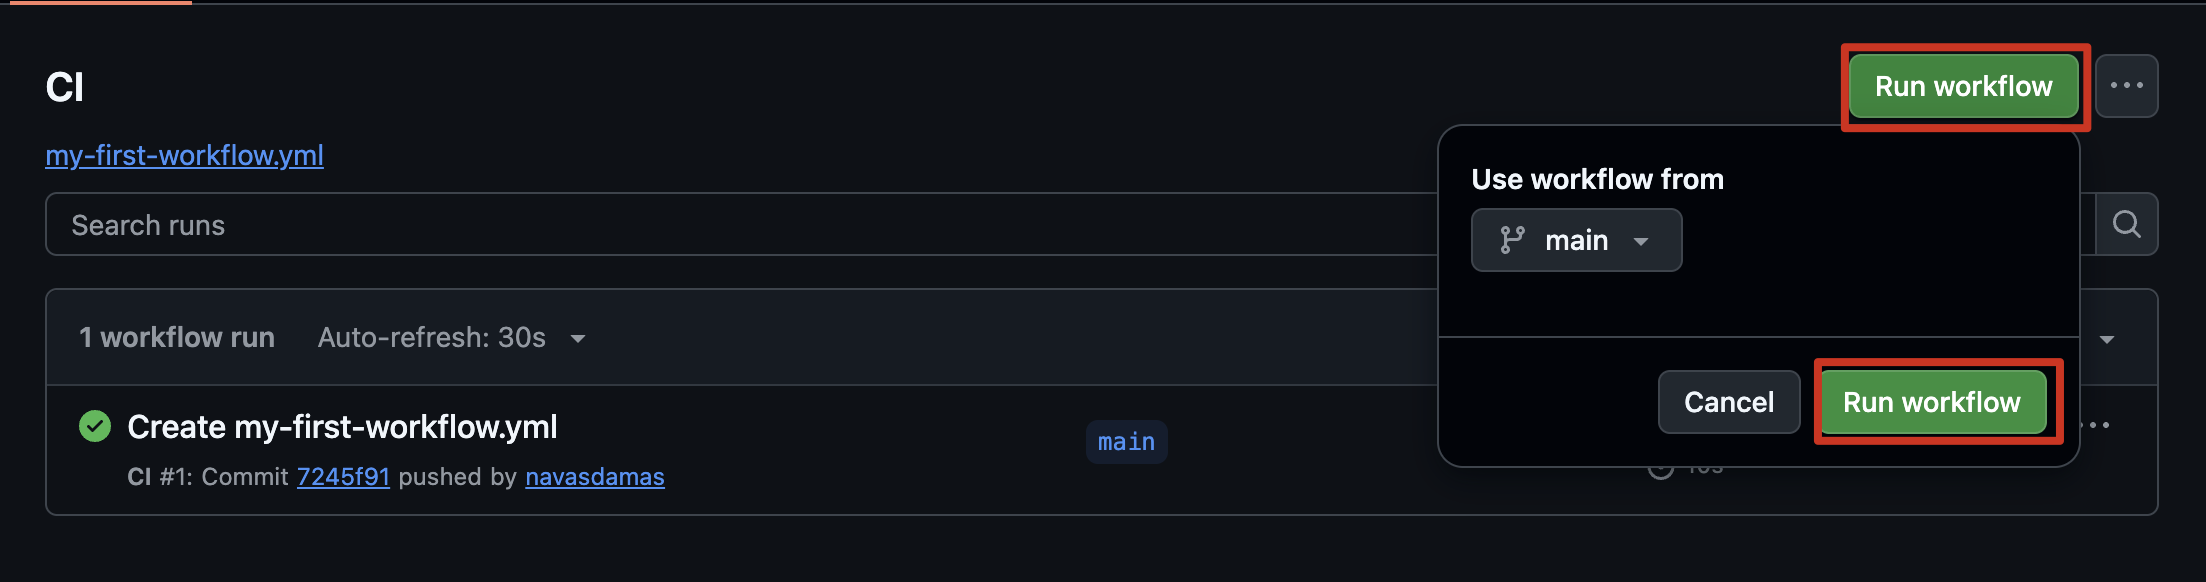 CI
Run workflow
my-first-workflow.yml
Use workflow from
main
Search runs
1 workflow run
Auto-refresh: 30s
Cancel
Run workflow
Create my-first-workflow.yml
main
CI #1: Commit 7245f91 pushed by navasdamas